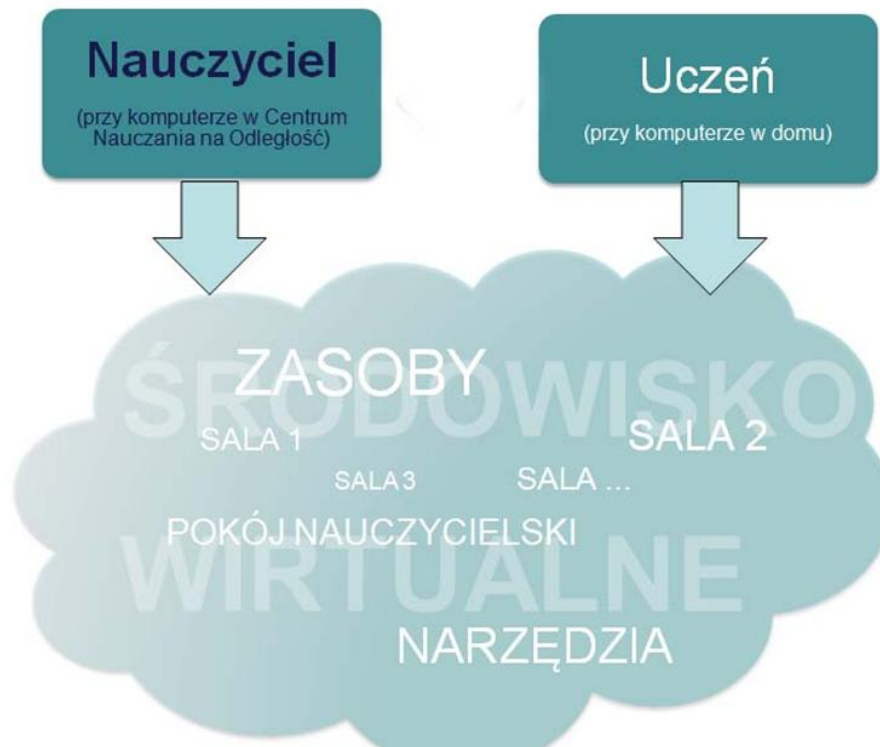 Nauczyciel
(przy komputerze w Centrum
Nauczania na Odległość)
Uczeń
(przy komputerze w domu)
ŚRODOWISKO
ZASOBY
SALA 1
SALA 2
SALA 3
SALA ...
POKÓJ NAUCZYCIELSKI
WIRTUALNE
NARZĘDZIA